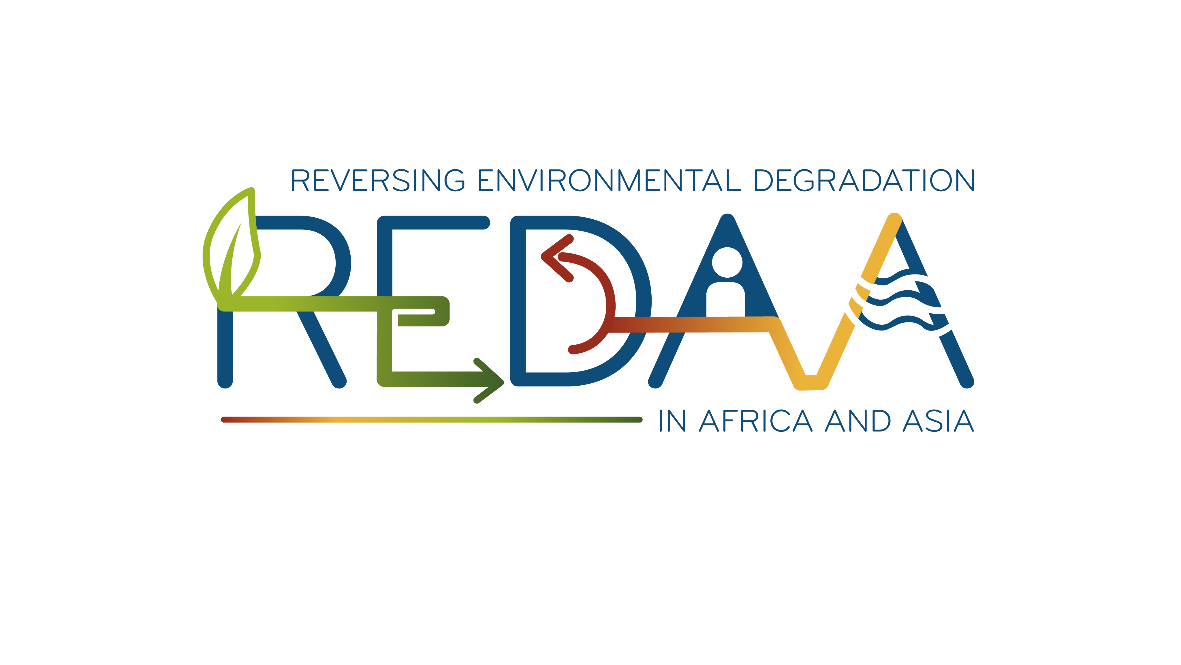 REVERSING ENVIRONMENTAL DEGRADATION
REDAA
IN AFRICA AND ASIA